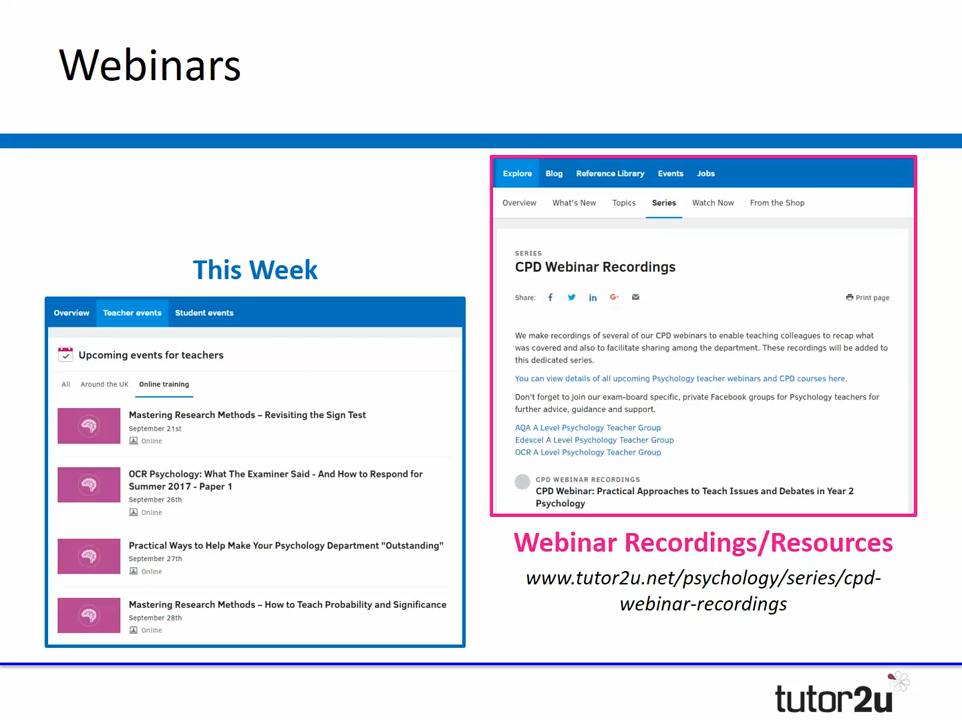 Webinars
This Week
Overview Teacher events Student events
Upcoming events for teachers
All Around the UK Online training
Mastering Research Methods – Revisiting the Sign Test
September 21st
Online
OCR Psychology: What The Examiner Said - And How to Respond for
Summer 2017 - Paper 1
September 26th
Online
Practical Ways to Help Make Your Psychology Department "Outstanding"
September 27th
Online
Mastering Research Methods – How to Teach Probability and Significance
September 28th
Online
Explore Blog Reference Library Events Jobs
Overview What's New Topics Series Watch Now From the Shop
SERIES
CPD Webinar Recordings
Share: Print page
We make recordings of several of our CPD webinars to enable teaching colleagues to recap what
was covered and also to facilitate sharing among the department. These recordings will be added to
this dedicated series.
You can view details of all upcoming Psychology teacher webinars and CPD courses here.
Don't forget to join our exam-board specific, private Facebook groups for Psychology teachers for
further advice, guidance and support.
AQA A Level Psychology Teacher Group
Edexcel A Level Psychology Teacher Group
OCR A Level Psychology Teacher Group
CPD WEBINAR RECORDINGS
CPD Webinar: Practical Approaches to Teach Issues and Debates in Year 2
Psychology
Webinar Recordings/Resources
www.tutor2u.net/psychology/series/cpd-
webinar-recordings
tutor2u